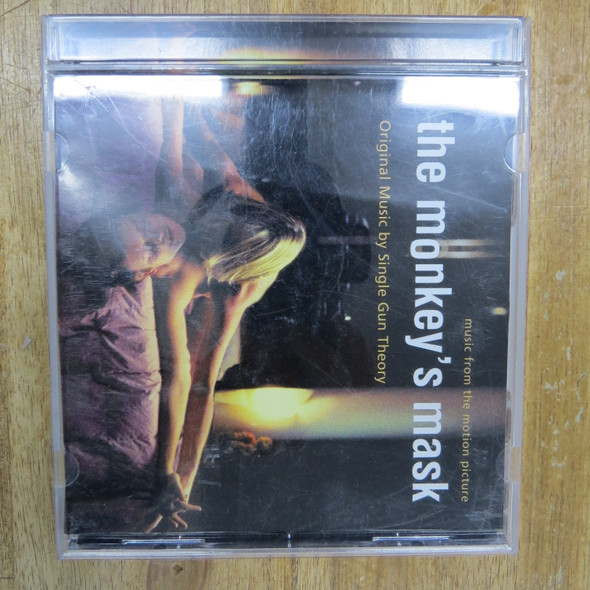 music from the motion picture
the monkey's mask
Original Music by Single Gun Theory